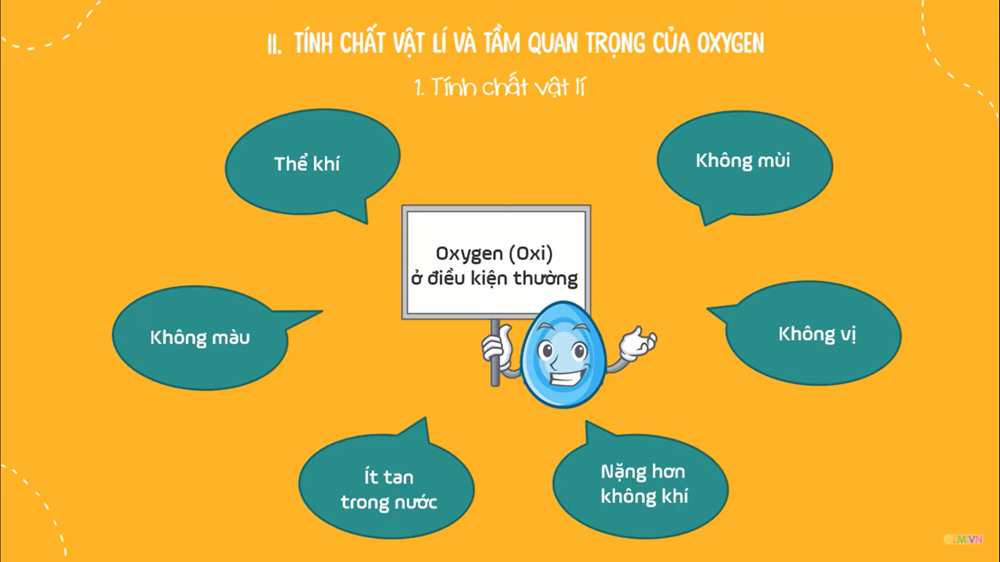 II. TÍNH CHẤT VẬT LÍ VÀ TẦM QUAN TRỌNG CỦA OXYGEN
1. Tính chất vật lí
Thể khí
Không mùi
Oxygen (Oxi)
ở điều kiện thường
Không màu
Không vị
Ít tan
trong nước
Nặng hơn
không khí
OLM.VN